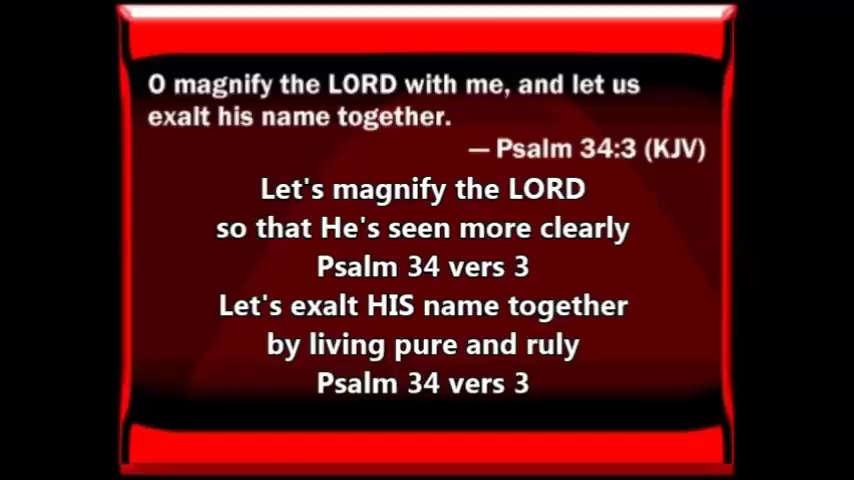 O magnify the LORD with me, and let us
exalt his name together.
— Psalm 34:3 (KJV)
Let's magnify the LORD
so that He's seen more clearly
Psalm 34 vers 3
Let's exalt HIS name together
by living pure and ruly
Psalm 34 vers 3